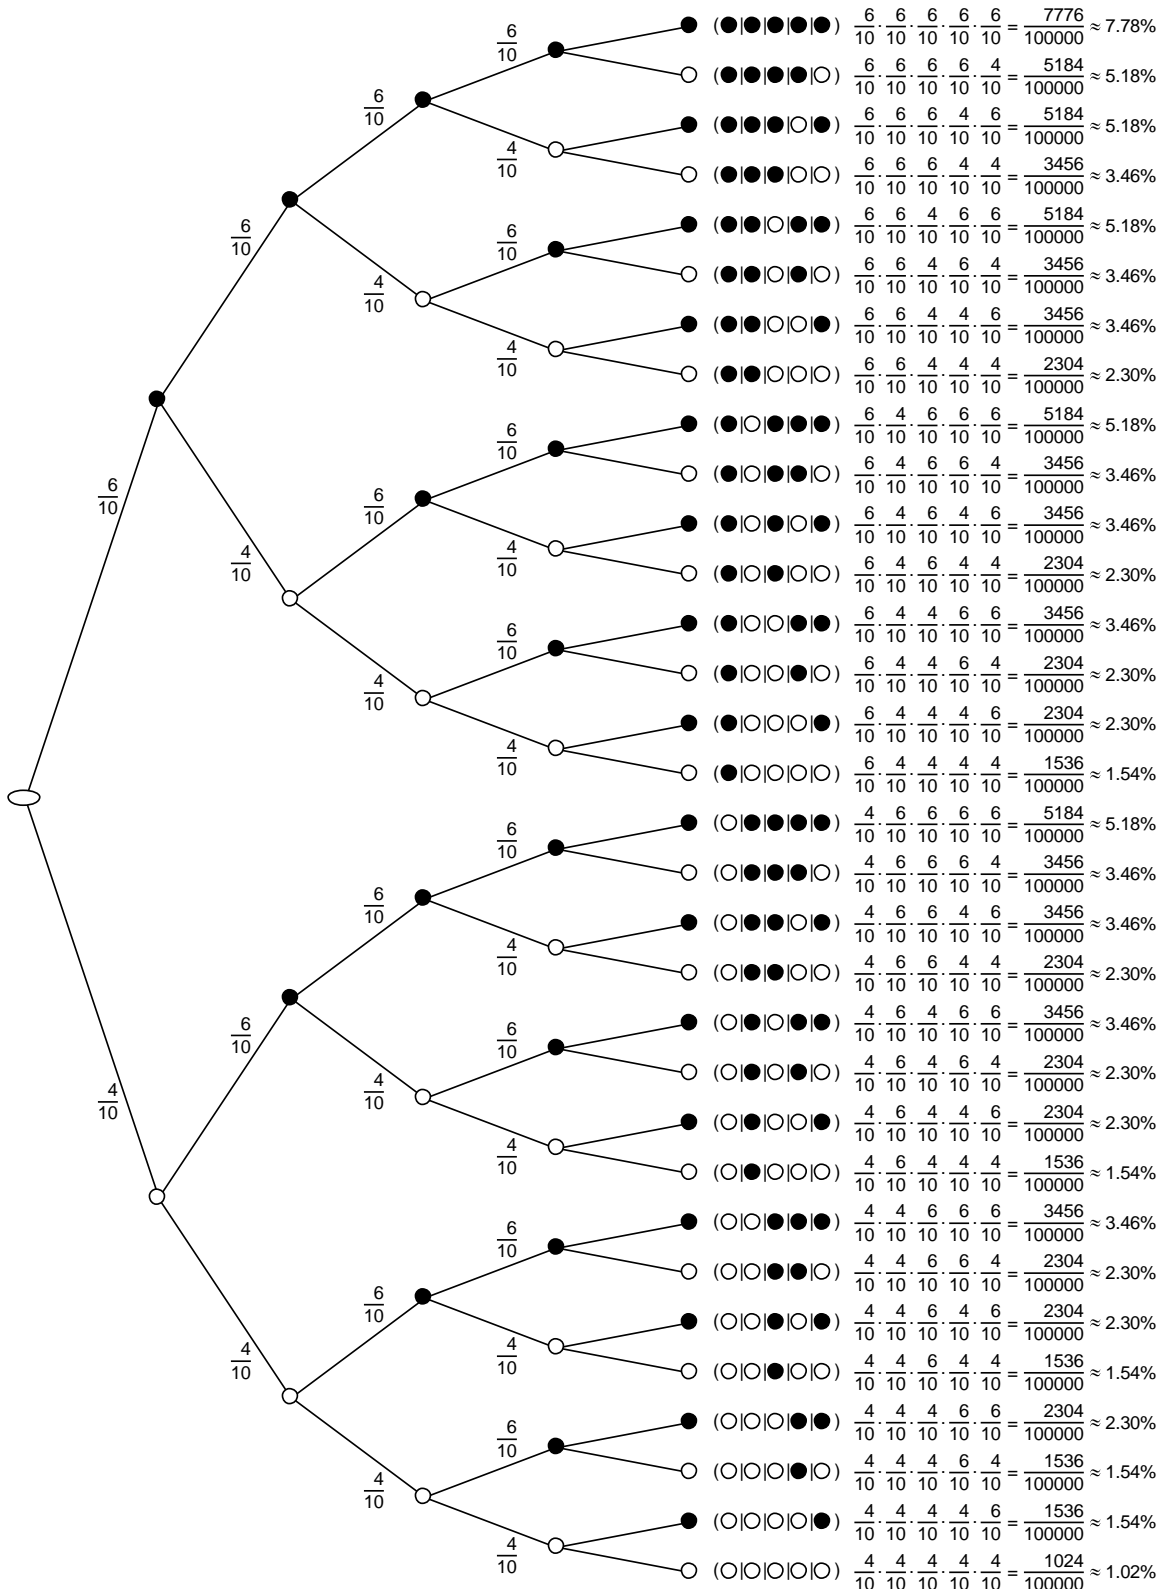 6/10 (●|●|●|●|●) 6/10 · 6/10 · 6/10 · 6/10 · 6/10 = 7776/100000 ≈ 7.78%
(●|●|●|●|○) 6/10 · 6/10 · 6/10 · 6/10 · 4/10 = 5184/100000 ≈ 5.18%
6/10 (●|●|●|○|●) 6/10 · 6/10 · 6/10 · 4/10 · 6/10 = 5184/100000 ≈ 5.18%
4/10 (●|●|●|○|○) 6/10 · 6/10 · 6/10 · 4/10 · 4/10 = 3456/100000 ≈ 3.46%
6/10 6/10 (●|●|○|●|●) 6/10 · 6/10 · 4/10 · 6/10 · 6/10 = 5184/100000 ≈ 5.18%
4/10 (●|●|○|●|○) 6/10 · 6/10 · 4/10 · 6/10 · 4/10 = 3456/100000 ≈ 3.46%
(●|●|○|○|●) 6/10 · 6/10 · 4/10 · 4/10 · 6/10 = 3456/100000 ≈ 3.46%
4/10 (●|●|○|○|○) 6/10 · 6/10 · 4/10 · 4/10 · 4/10 = 2304/100000 ≈ 2.30%
6/10 (●|○|●|●|●) 6/10 · 4/10 · 6/10 · 6/10 · 6/10 = 5184/100000 ≈ 5.18%
6/10 6/10 (●|○|●|●|○) 6/10 · 4/10 · 6/10 · 6/10 · 4/10 = 3456/100000 ≈ 3.46%
(●|○|●|○|●) 6/10 · 4/10 · 6/10 · 4/10 · 6/10 = 3456/100000 ≈ 3.46%
4/10 4/10 (●|○|●|○|○) 6/10 · 4/10 · 6/10 · 4/10 · 4/10 = 2304/100000 ≈ 2.30%
6/10 (●|○|○|●|●) 6/10 · 4/10 · 4/10 · 6/10 · 6/10 = 3456/100000 ≈ 3.46%
4/10 (●|○|○|●|○) 6/10 · 4/10 · 4/10 · 6/10 · 4/10 = 2304/100000 ≈ 2.30%
(●|○|○|○|●) 6/10 · 4/10 · 4/10 · 4/10 · 6/10 = 2304/100000 ≈ 2.30%
4/10 (●|○|○|○|○) 6/10 · 4/10 · 4/10 · 4/10 · 4/10 = 1536/100000 ≈ 1.54%
6/10 (○|●|●|●|●) 4/10 · 6/10 · 6/10 · 6/10 · 6/10 = 5184/100000 ≈ 5.18%
(○|●|●|●|○) 4/10 · 6/10 · 6/10 · 6/10 · 4/10 = 3456/100000 ≈ 3.46%
6/10 (○|●|●|○|●) 4/10 · 6/10 · 6/10 · 4/10 · 6/10 = 3456/100000 ≈ 3.46%
4/10 (○|●|●|○|○) 4/10 · 6/10 · 6/10 · 4/10 · 4/10 = 2304/100000 ≈ 2.30%
6/10 6/10 (○|●|○|●|●) 4/10 · 6/10 · 4/10 · 6/10 · 6/10 = 3456/100000 ≈ 3.46%
4/10 4/10 (○|●|○|●|○) 4/10 · 6/10 · 4/10 · 6/10 · 4/10 = 2304/100000 ≈ 2.30%
(○|●|○|○|●) 4/10 · 6/10 · 4/10 · 4/10 · 6/10 = 2304/100000 ≈ 2.30%
4/10 (○|●|○|○|○) 4/10 · 6/10 · 4/10 · 4/10 · 4/10 = 1536/100000 ≈ 1.54%
6/10 (○|○|●|●|●) 4/10 · 4/10 · 6/10 · 6/10 · 6/10 = 3456/100000 ≈ 3.46%
(○|○|●|●|○) 4/10 · 4/10 · 6/10 · 6/10 · 4/10 = 2304/100000 ≈ 2.30%
6/10 (○|○|●|○|●) 4/10 · 4/10 · 6/10 · 4/10 · 6/10 = 2304/100000 ≈ 2.30%
4/10 4/10 (○|○|●|○|○) 4/10 · 4/10 · 6/10 · 4/10 · 4/10 = 1536/100000 ≈ 1.54%
6/10 (○|○|○|●|●) 4/10 · 4/10 · 4/10 · 6/10 · 6/10 = 2304/100000 ≈ 2.30%
4/10 (○|○|○|●|○) 4/10 · 4/10 · 4/10 · 6/10 · 4/10 = 1536/100000 ≈ 1.54%
(○|○|○|○|●) 4/10 · 4/10 · 4/10 · 4/10 · 6/10 = 1536/100000 ≈ 1.54%
4/10 (○|○|○|○|○) 4/10 · 4/10 · 4/10 · 4/10 · 4/10 = 1024/100000 ≈ 1.02%